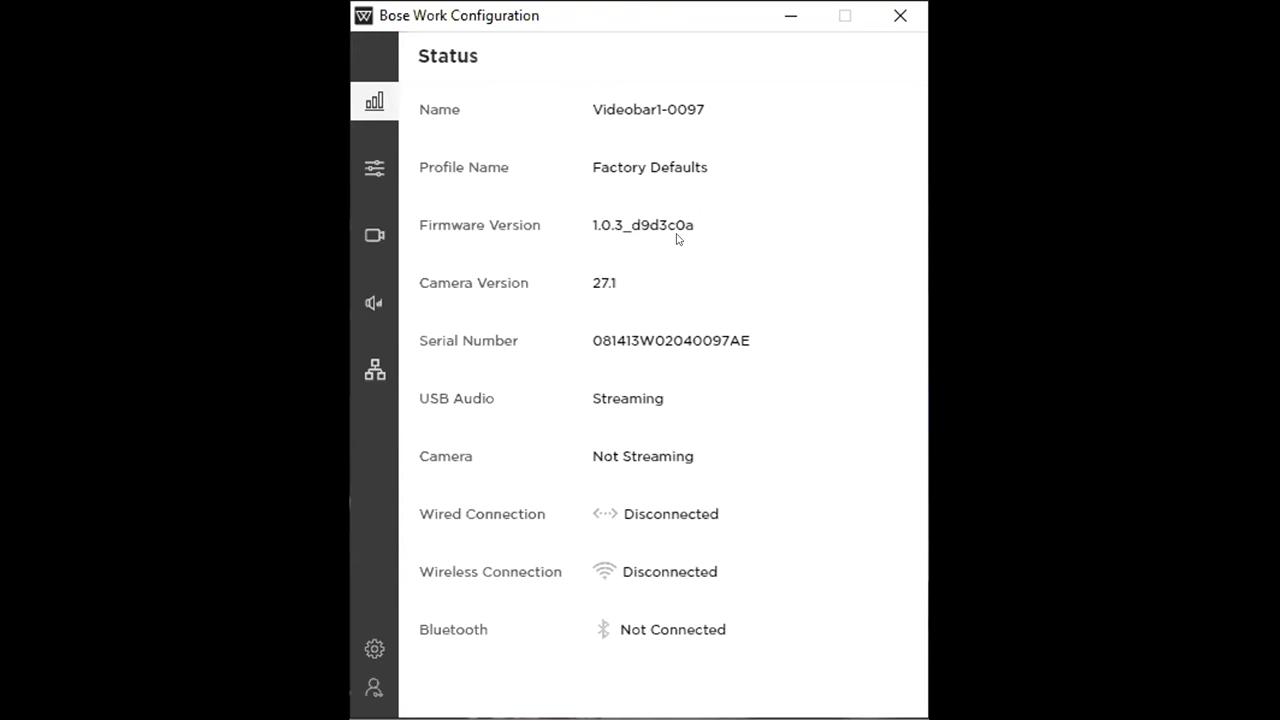 Bose Work Configuration
Status
Name Videobar1-0097
Profile Name Factory Defaults
Firmware Version 1.0.3_d9d3c0a
Camera Version 27.1
Serial Number 081413W02040097AE
USB Audio Streaming
Camera Not Streaming
Wired Connection Disconnected
Wireless Connection Disconnected
Bluetooth Not Connected